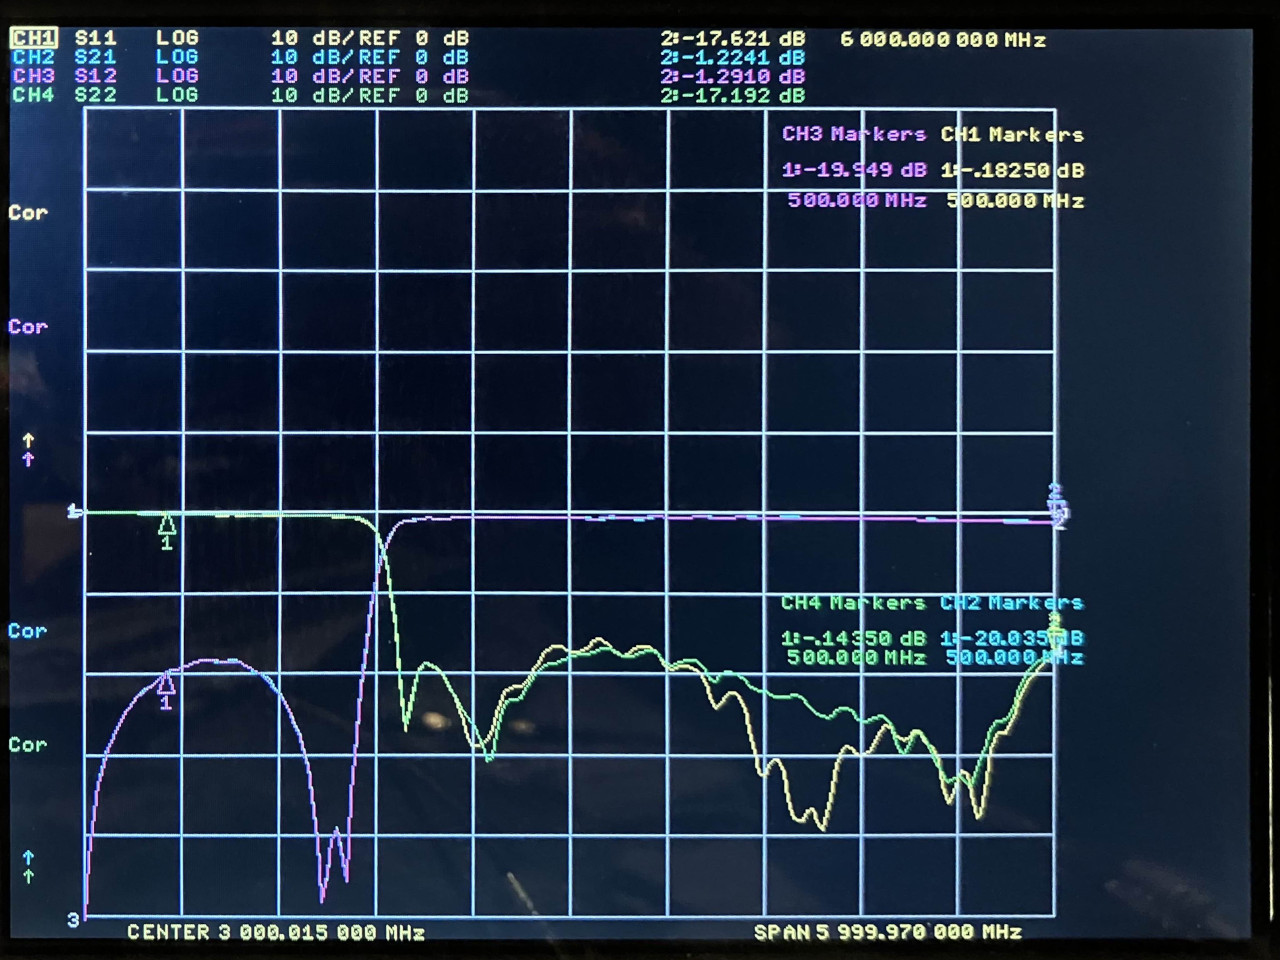 CH1 S11 LOG 10 dB/REF 0 dB 2:-17.621 dB 6 000.000 000 MHz
CH2 S21 LOG 10 dB/REF 0 dB 2:-1.2241 dB
CH3 S12 LOG 10 dB/REF 0 dB 2:-1.2910 dB
CH4 S22 LOG 10 dB/REF 0 dB 2:-17.192 dB
CH3 Markers CH1 Markers
1:-19.949 dB 1:-.18250 dB
500.000 MHz 500.000 MHz
Cor
Cor
↑
↑
1
2
2
1
CH4 Markers CH2 Markers
1:-.14350 dB 1:-20.035 dB
500.000 MHz 500.000 MHz
Cor
1
Cor
↑
↑
3
CENTER 3 000.015 000 MHz SPAN 5 999.970 000 MHz